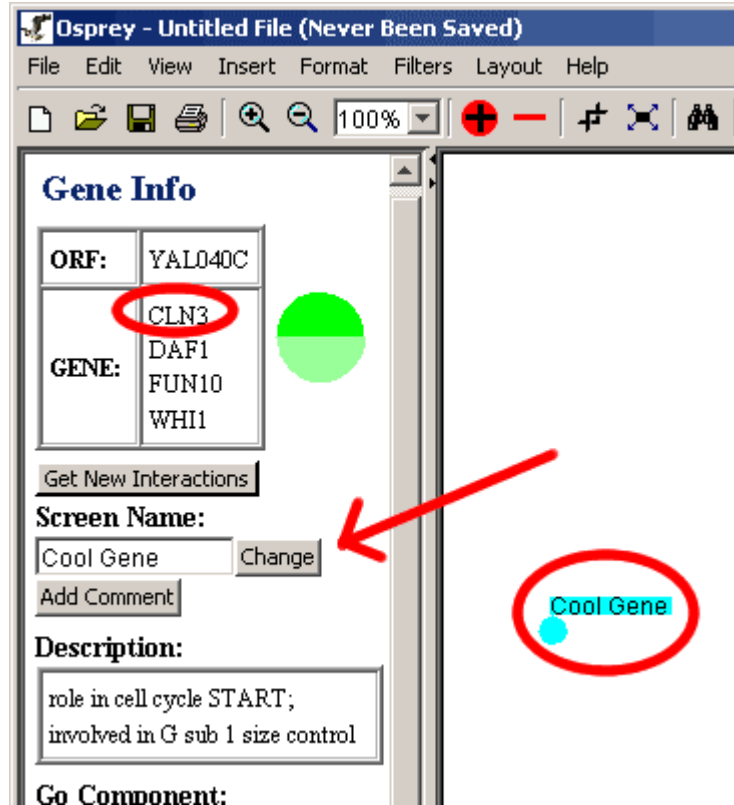 Osprey - Untitled File (Never Been Saved)
File Edit View Insert Format Filters Layout Help
100%
Gene Info
ORF: YAL040C
GENE: CLN3
DAF1
FUN10
WHI1
Get New Interactions
Screen Name:
Cool Gene Change
Add Comment
Cool Gene
Description:
role in cell cycle START;
involved in G sub 1 size control
Go Component: